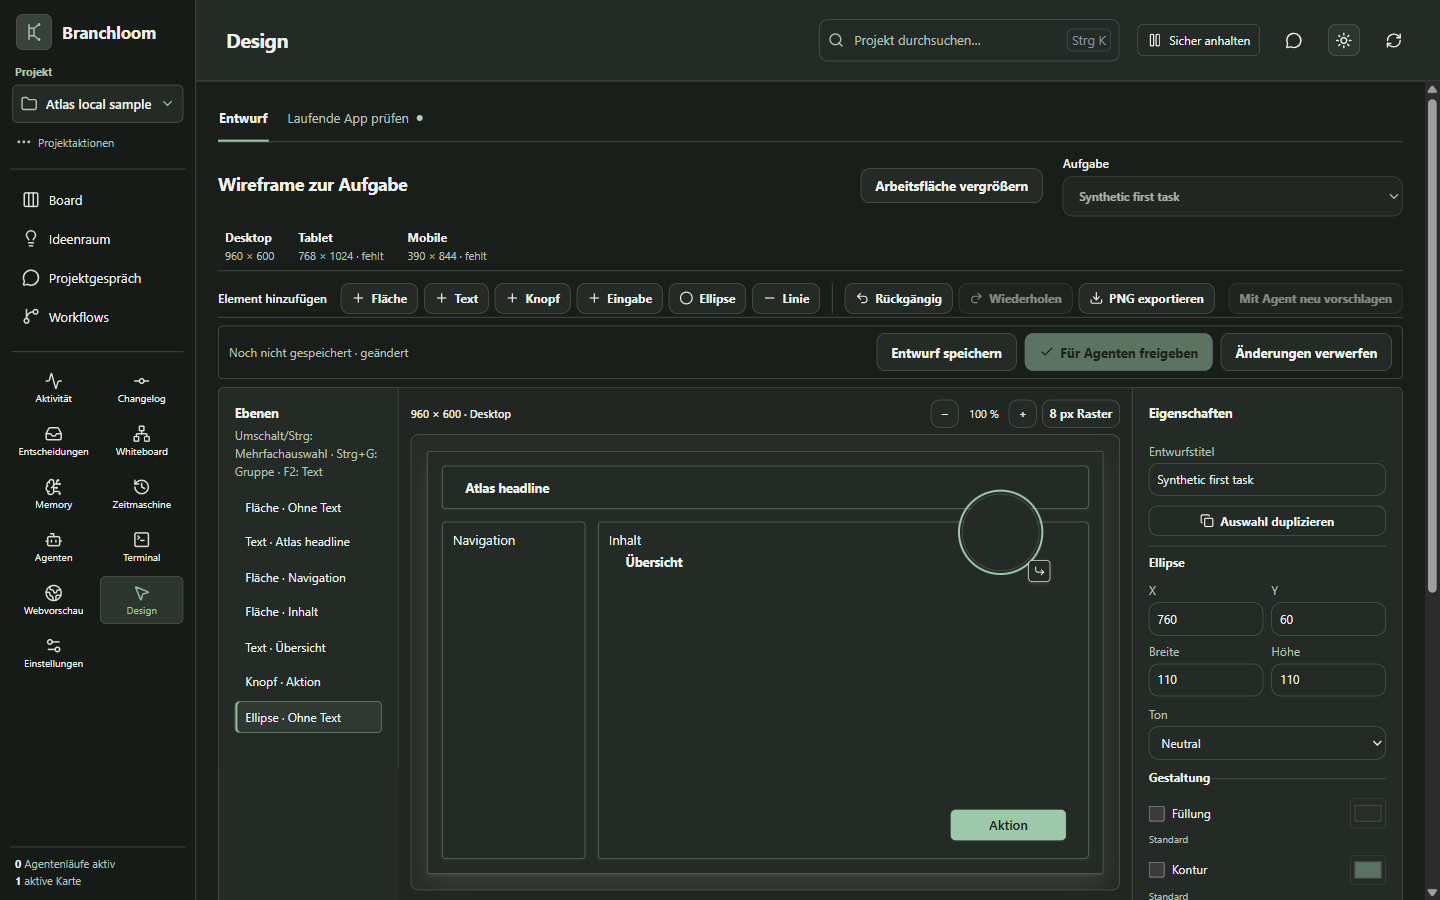 Branchloom
Projekt
Atlas local sample
Projektaktionen
Board
Ideenraum
Projektgespräch
Workflows
Aktivität
Changelog
Entscheidungen
Whiteboard
Memory
Zeitmaschine
Agenten
Terminal
Webvorschau
Design
Einstellungen
0 Agentenläufe aktiv
1 aktive Karte
Design
Projekt durchsuchen...
Strg K
Sicher anhalten
Entwurf
Laufende App prüfen
Wireframe zur Aufgabe
Arbeitsfläche vergrößern
Aufgabe
Synthetic first task
Desktop
960 × 600
Tablet
768 × 1024 · fehlt
Mobile
390 × 844 · fehlt
Element hinzufügen
Fläche
Text
Knopf
Eingabe
Ellipse
Linie
Rückgängig
Wiederholen
PNG exportieren
Mit Agent neu vorschlagen
Noch nicht gespeichert · geändert
Entwurf speichern
Für Agenten freigeben
Änderungen verwerfen
Ebenen
Umschalt/Strg:
Mehrfachauswahl · Strg+G:
Gruppe · F2: Text
Fläche · Ohne Text
Text · Atlas headline
Fläche · Navigation
Fläche · Inhalt
Text · Übersicht
Knopf · Aktion
Ellipse · Ohne Text
960 × 600 · Desktop
− 100 % +
8 px Raster
Atlas headline
Navigation
Inhalt
Übersicht
Aktion
Eigenschaften
Entwurfstitel
Synthetic first task
Auswahl duplizieren
Ellipse
X
Y
760
60
Breite
Höhe
110
110
Ton
Neutral
Gestaltung
Füllung
Standard
Kontur
Standard